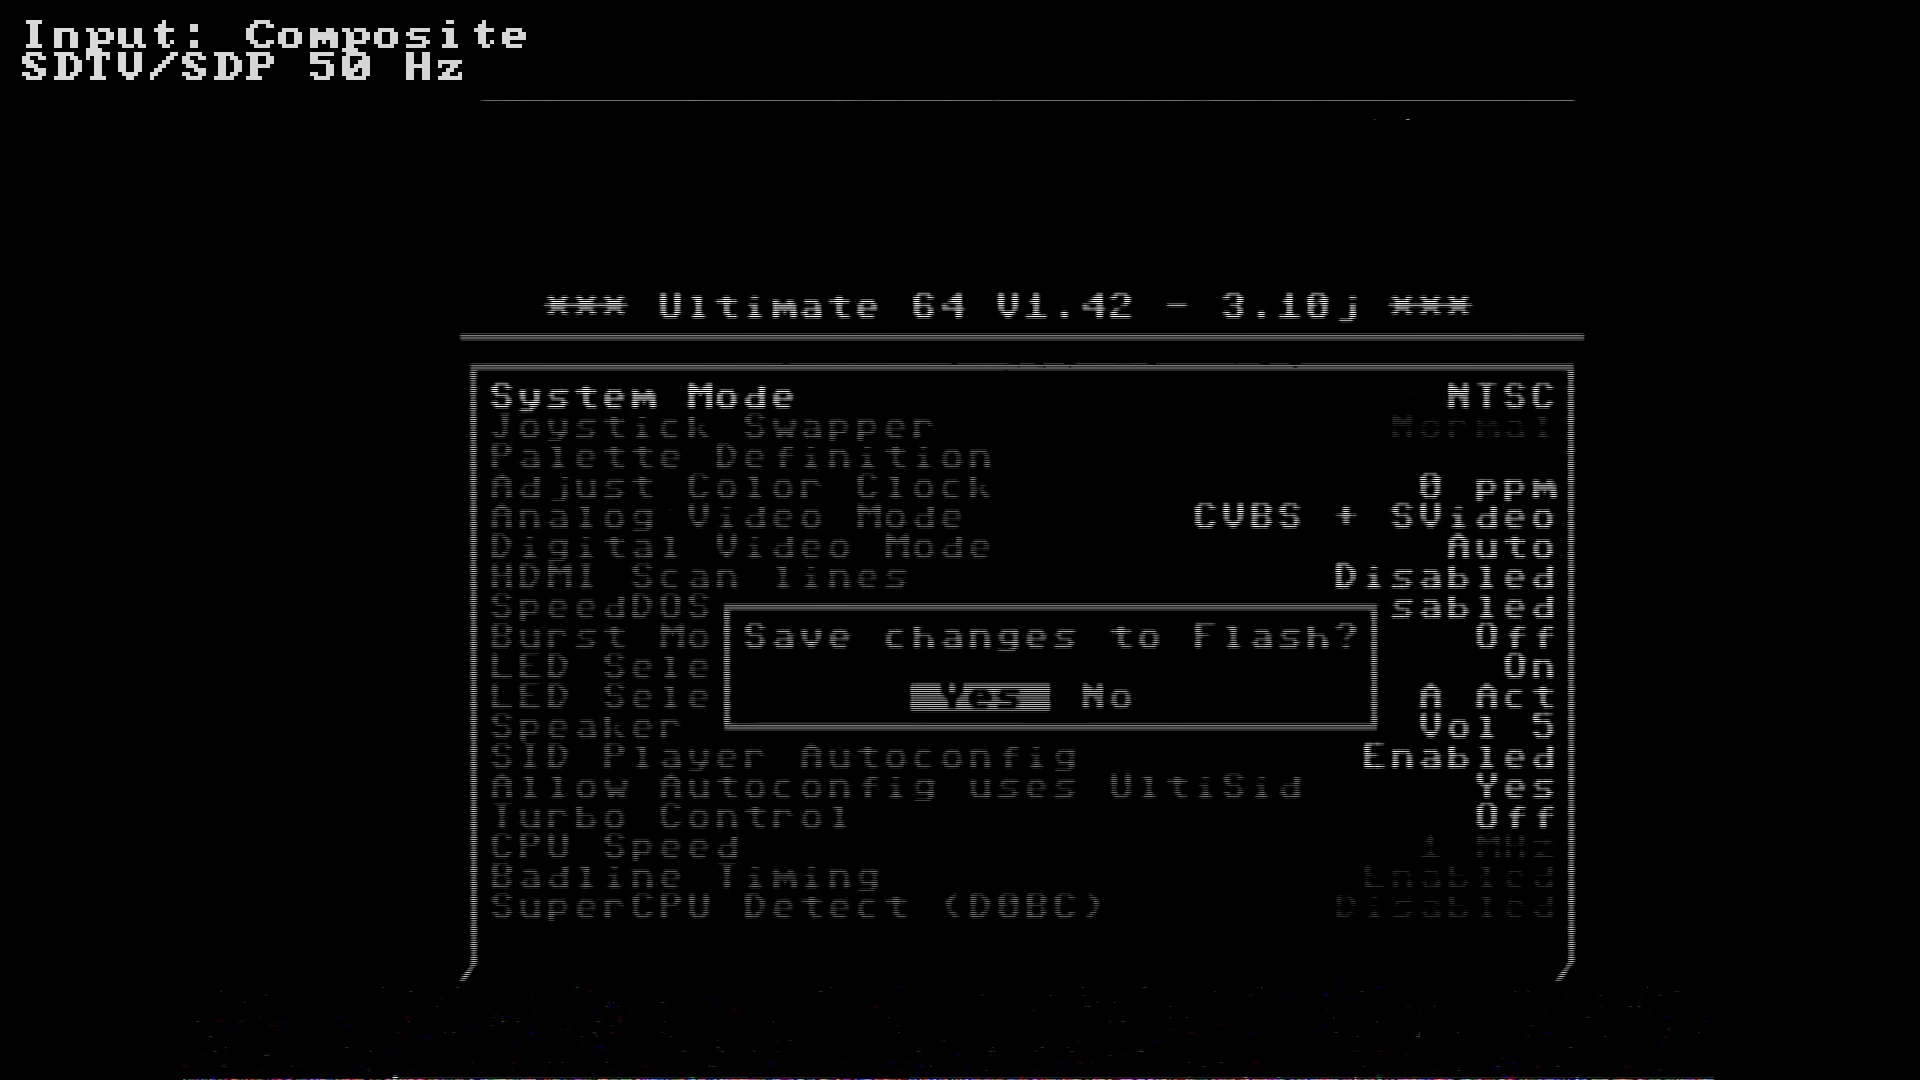 Input: Composite
SDTV/SDP 50 Hz
*** Ultimate 64 V1.42 - 3.10j ***
System Mode NTSC
Joystick Swapper Normal
Palette Definition
Adjust Color Clock 0 ppm
Analog Video Mode CVBS + SVideo
Digital Video Mode Auto
HDMI Scan lines Disabled
SpeedDOS sabled
Burst Mo Off
LED Sele On
LED Sele A Act
Speaker Vol 5
Save changes to Flash?
Yes No
SID Player Autoconfig Enabled
Allow Autoconfig uses UltiSid Yes
Turbo Control Off
CPU Speed 1 MHz
Badline Timing Enabled
SuperCPU Detect (D0BC) Disabled